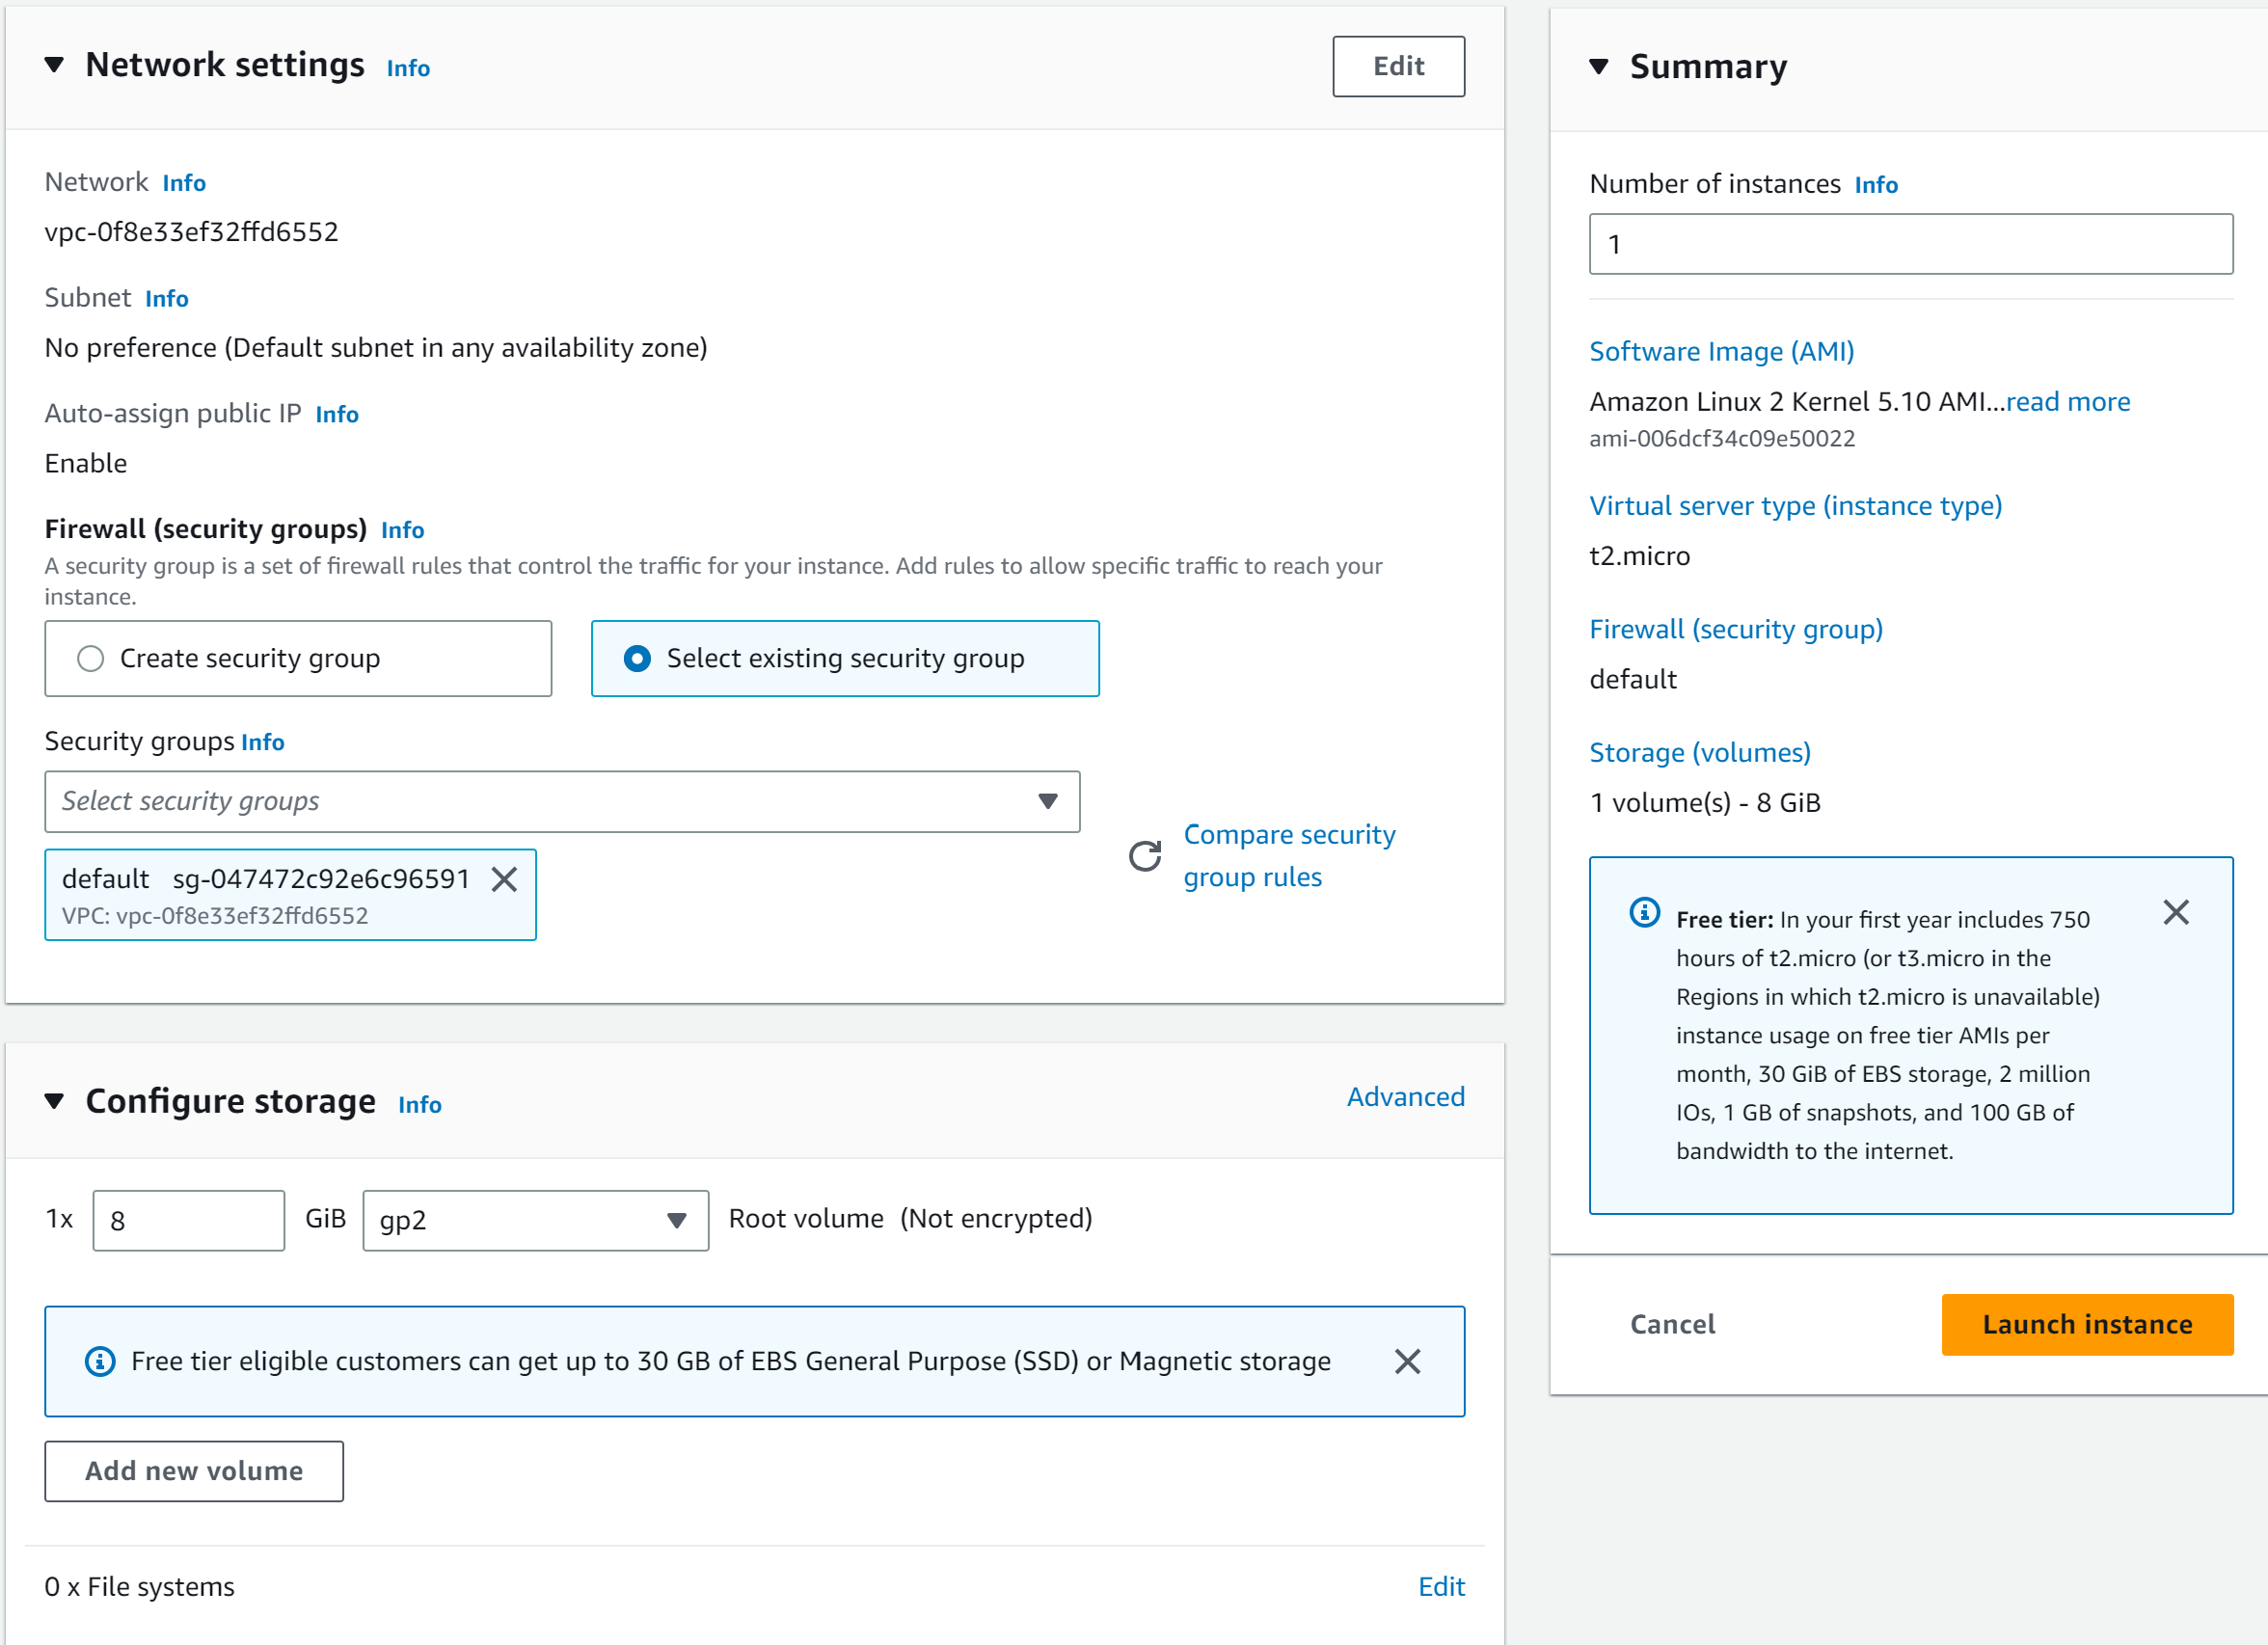 Network settings Info
Edit
Network Info
vpc-0f8e33ef32ffd6552
Subnet Info
No preference (Default subnet in any availability zone)
Auto-assign public IP Info
Enable
Firewall (security groups) Info
A security group is a set of firewall rules that control the traffic for your instance. Add rules to allow specific traffic to reach your
instance.
Create security group
Select existing security group
Security groups Info
Select security groups
default sg-047472c92e6c96591
VPC: vpc-0f8e33ef32ffd6552
Compare security
group rules
Configure storage Info
Advanced
1x 8 GiB gp2 Root volume (Not encrypted)
Free tier eligible customers can get up to 30 GB of EBS General Purpose (SSD) or Magnetic storage
Add new volume
0 x File systems
Edit
Summary
Number of instances Info
1
Software Image (AMI)
Amazon Linux 2 Kernel 5.10 AMI...read more
ami-006dcf34c09e50022
Virtual server type (instance type)
t2.micro
Firewall (security group)
default
Storage (volumes)
1 volume(s) - 8 GiB
Free tier: In your first year includes 750
hours of t2.micro (or t3.micro in the
Regions in which t2.micro is unavailable)
instance usage on free tier AMIs per
month, 30 GiB of EBS storage, 2 million
IOs, 1 GB of snapshots, and 100 GB of
bandwidth to the internet.
Cancel
Launch instance